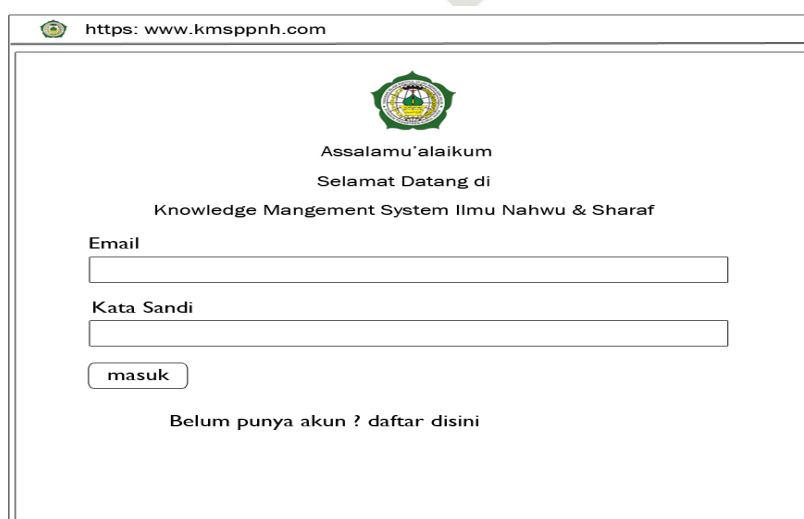 https: www.kmsppnh.com
Assalamu'alaikum
Selamat Datang di
Knowledge Mangement System Ilmu Nahwu & Sharaf
Email
Kata Sandi
masuk
Belum punya akun ? daftar disini